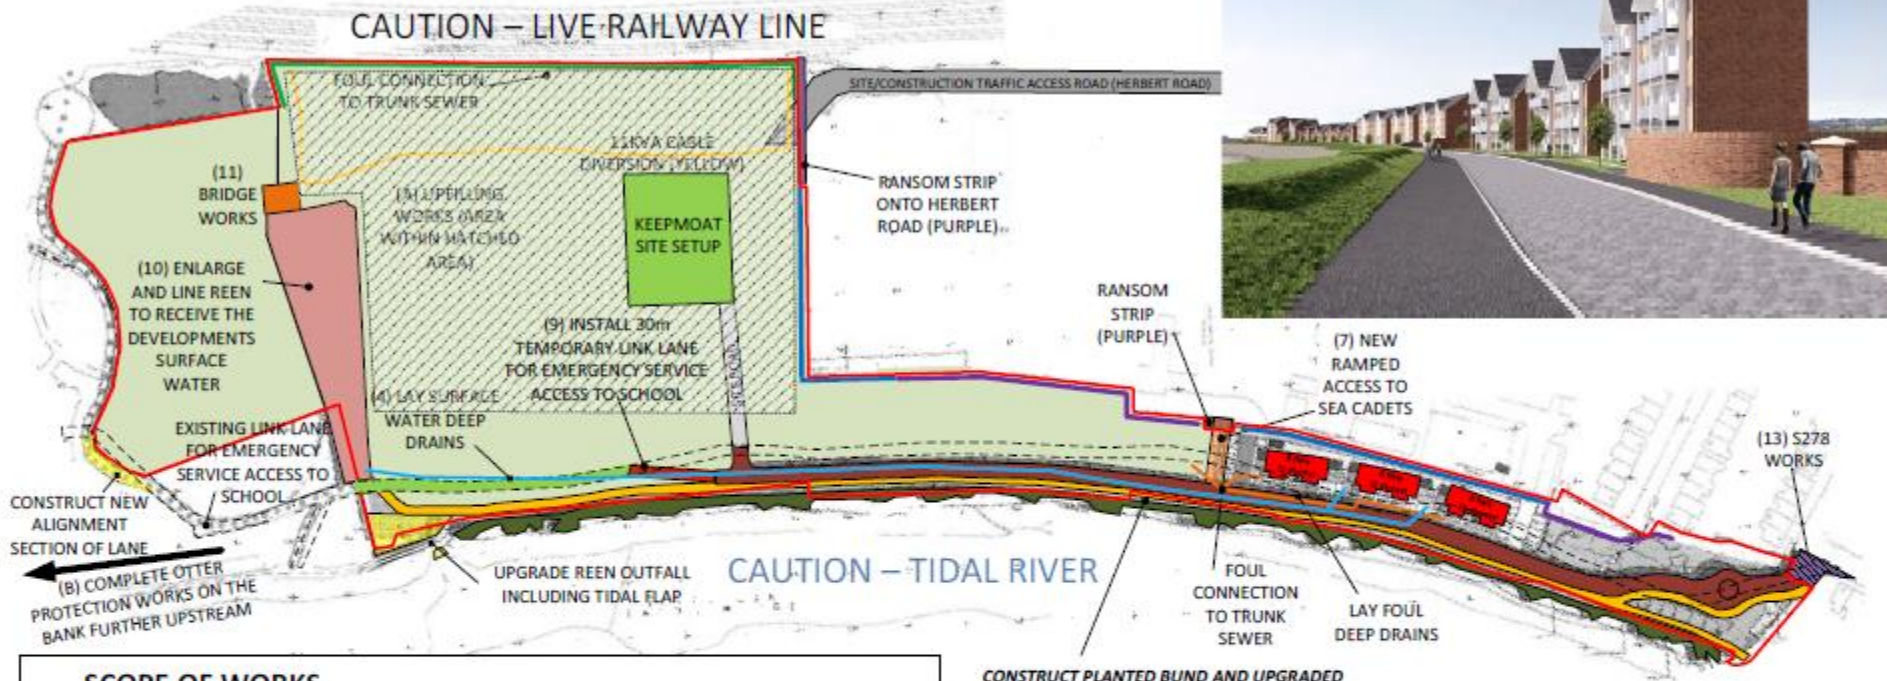 CAUTION – LIVE RAILWAY LINE
FOUL CONNECTION
TO TRUNK SEWER
SITE/CONSTRUCTION TRAFFIC ACCESS ROAD (HERBERT ROAD)
11KVA CABLE
DIVERSION (YELLOW)
(11)
BRIDGE
WORKS
(A) UPFILLING
WORKS (AREA
WITHIN HATCHED
AREA)
KEEPMOAT
SITE SETUP
RANSOM STRIP
ONTO HERBERT
ROAD (PURPLE)
(10) ENLARGE
AND LINE REEN
TO RECEIVE THE
DEVELOPMENTS
SURFACE
WATER
(9) INSTALL 30m
TEMPORARY LINK LANE
FOR EMERGENCY SERVICE
ACCESS TO SCHOOL
RANSOM
STRIP
(PURPLE)
(7) NEW
RAMPED
ACCESS TO
SEA CADETS
(4) LAY SURFACE
WATER DEEP
DRAINS
EXISTING LINK LANE
FOR EMERGENCY
SERVICE ACCESS TO
SCHOOL
(13) S278
WORKS
CONSTRUCT NEW
ALIGNMENT
SECTION OF LANE
(B) COMPLETE OTTER
PROTECTION WORKS ON THE
BANK FURTHER UPSTREAM
UPGRADE REEN OUTFALL
INCLUDING TIDAL FLAP
CAUTION – TIDAL RIVER
FOUL
CONNECTION
TO TRUNK
SEWER
LAY FOUL
DEEP DRAINS
SCOPE OF WORKS
CONSTRUCT PLANTED BUND AND UPGRADED